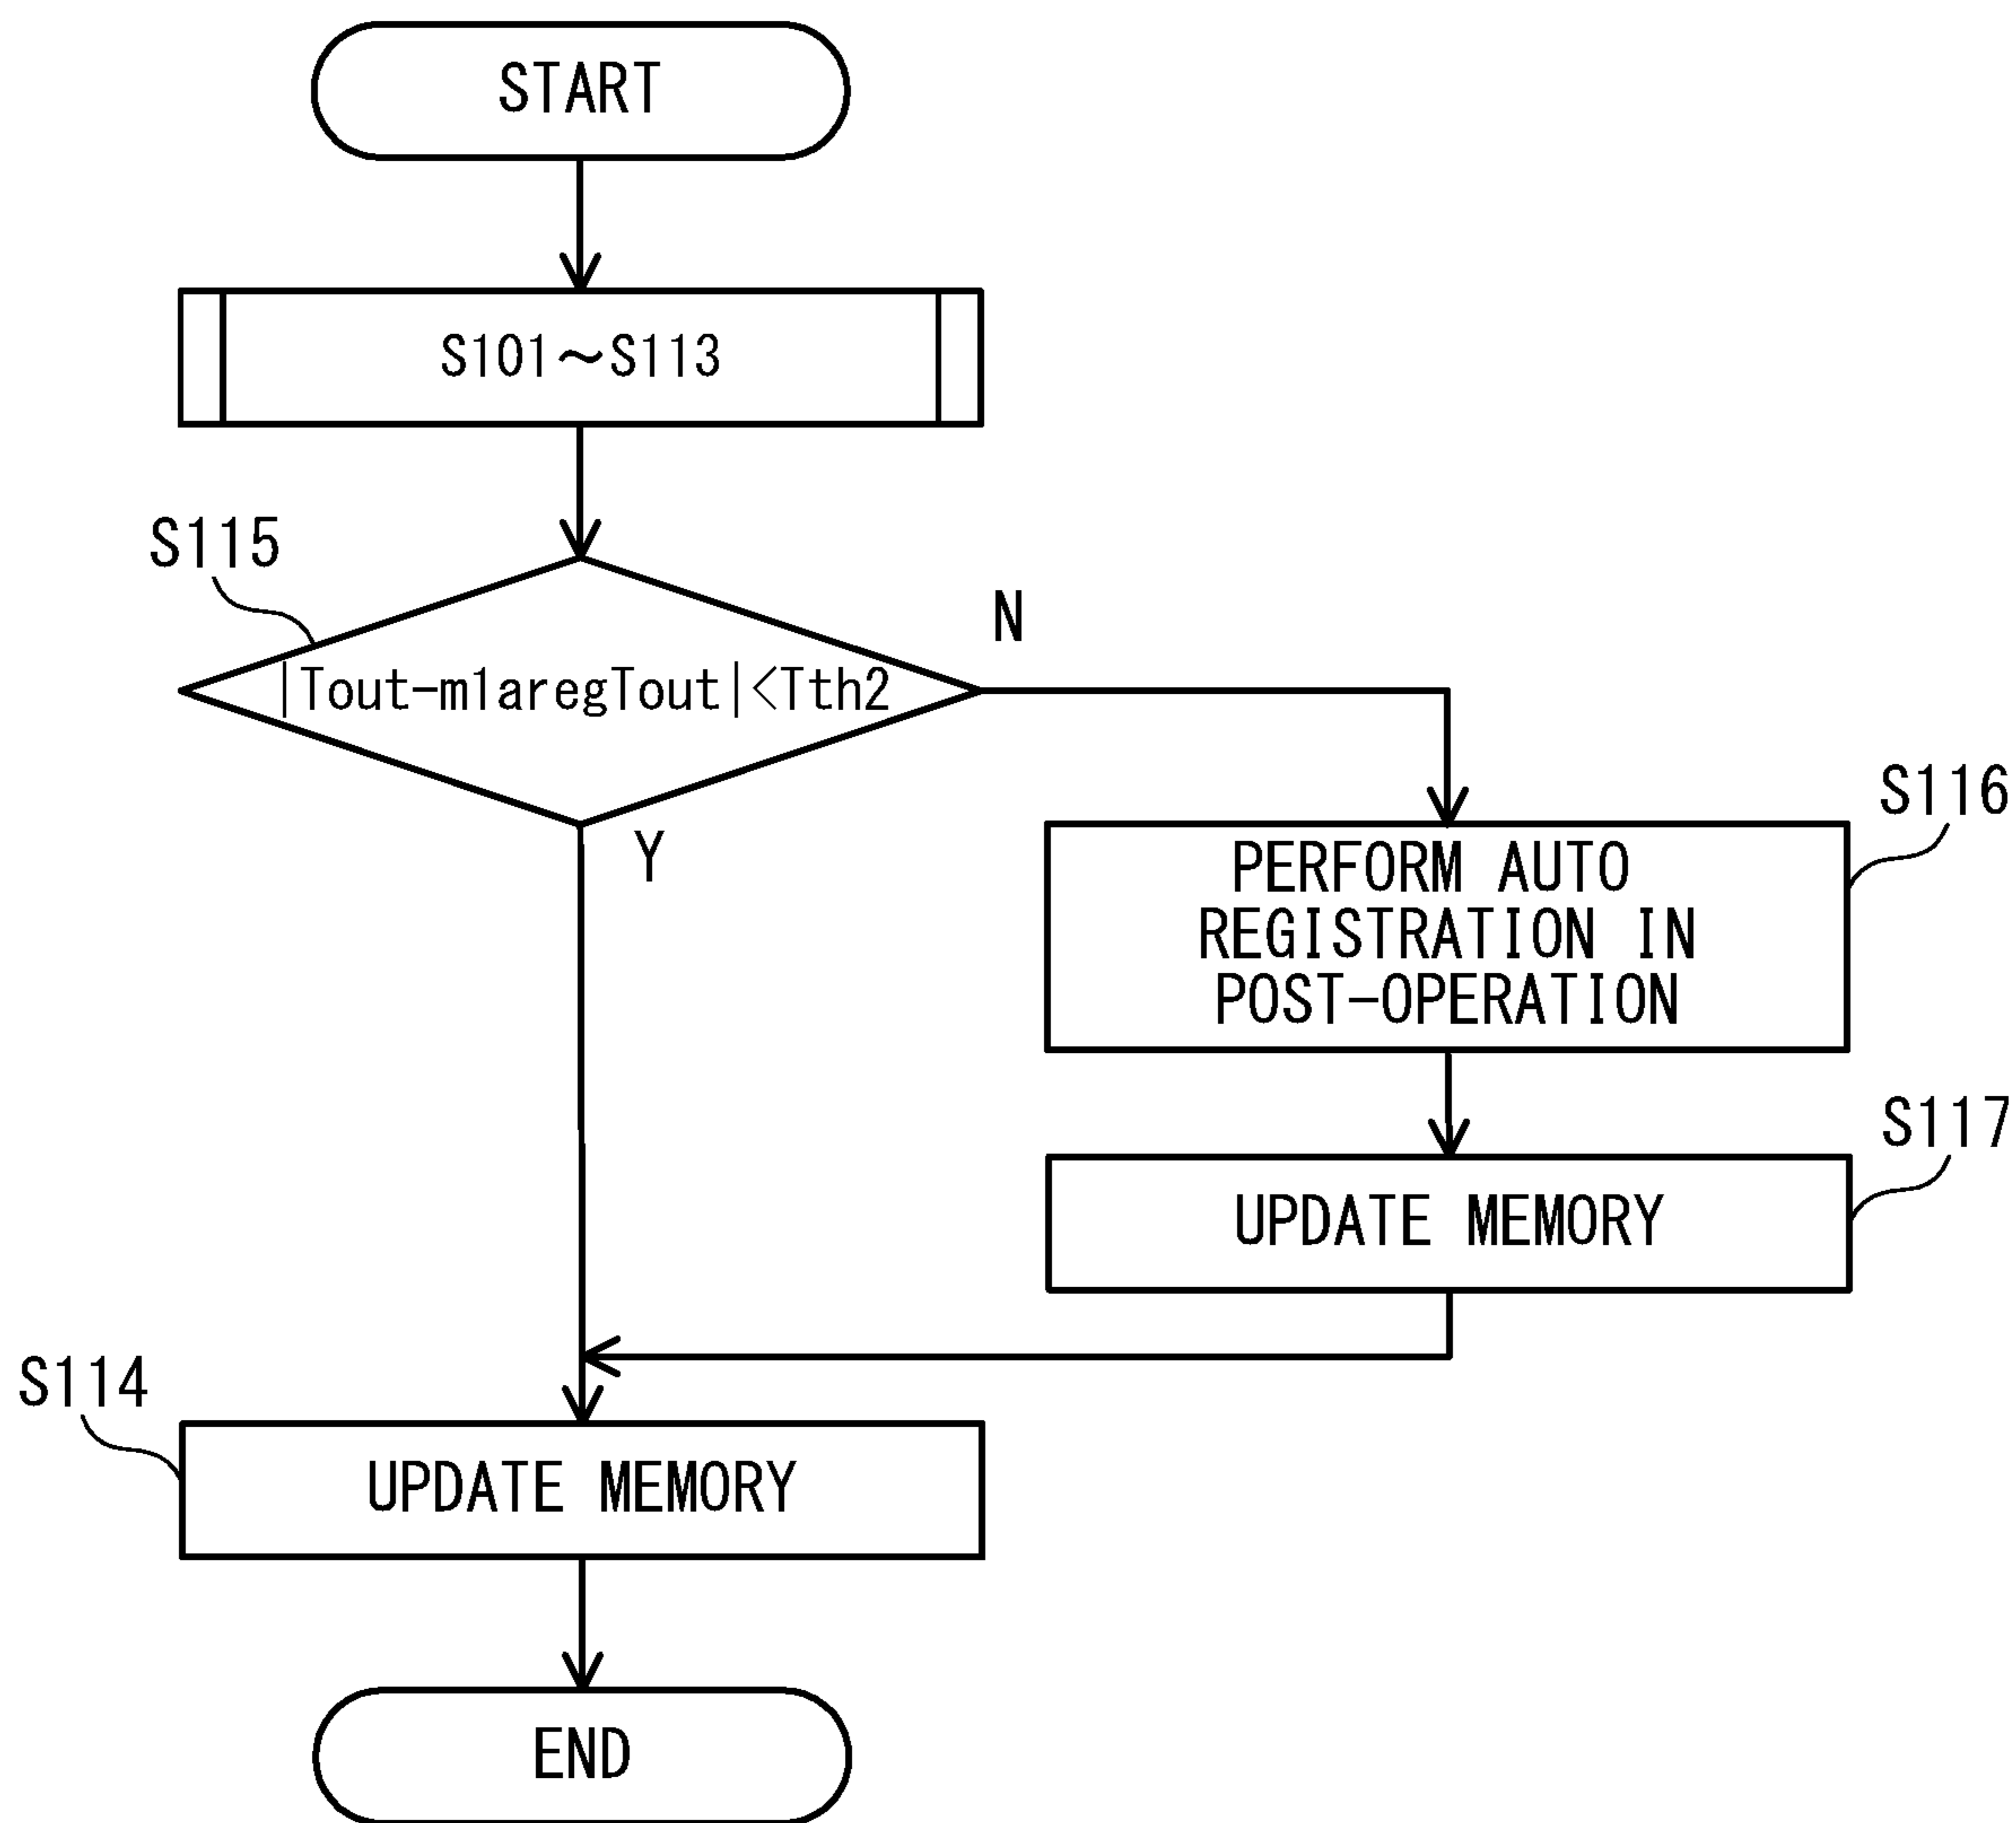 START
S101～S113
S115
|Tout-m1aregTout|<Tth2
N
Y
S116
PERFORM AUTO
REGISTRATION IN
POST-OPERATION
S117
UPDATE MEMORY
S114
UPDATE MEMORY
END